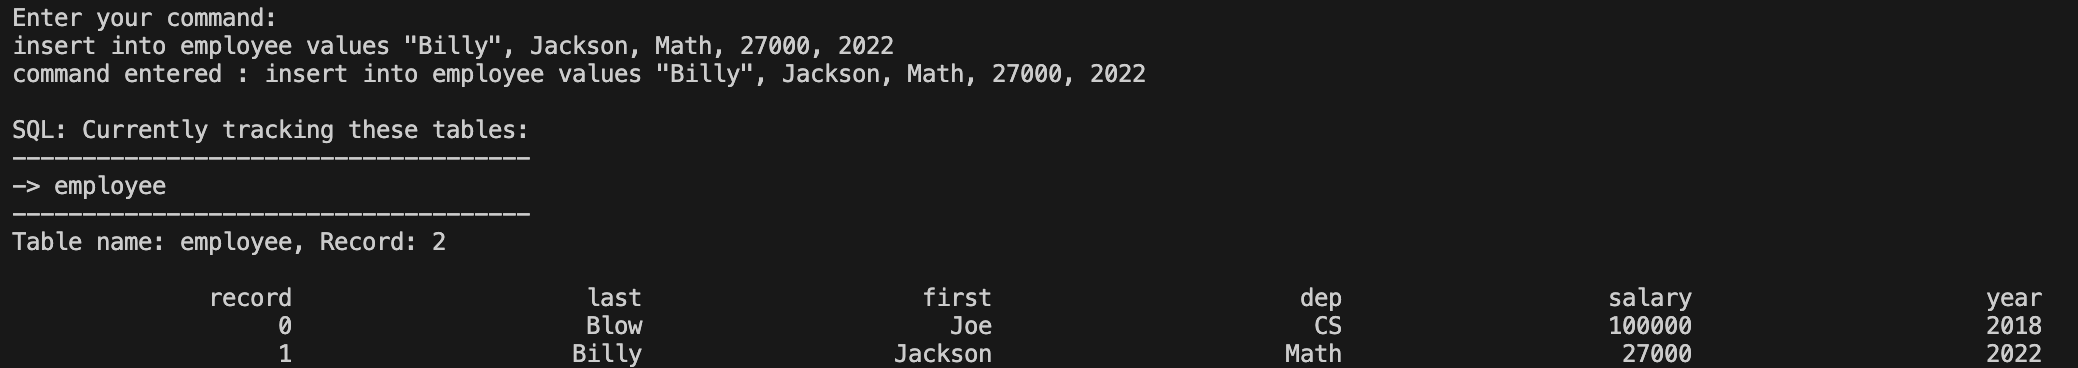 Enter your command:
insert into employee values "Billy", Jackson, Math, 27000, 2022
command entered : insert into employee values "Billy", Jackson, Math, 27000, 2022
SQL: Currently tracking these tables:
-------------------------------------
-> employee
-------------------------------------
Table name: employee, Record: 2
record last first dep salary year
0 Blow Joe CS 100000 2018
1 Billy Jackson Math 27000 2022